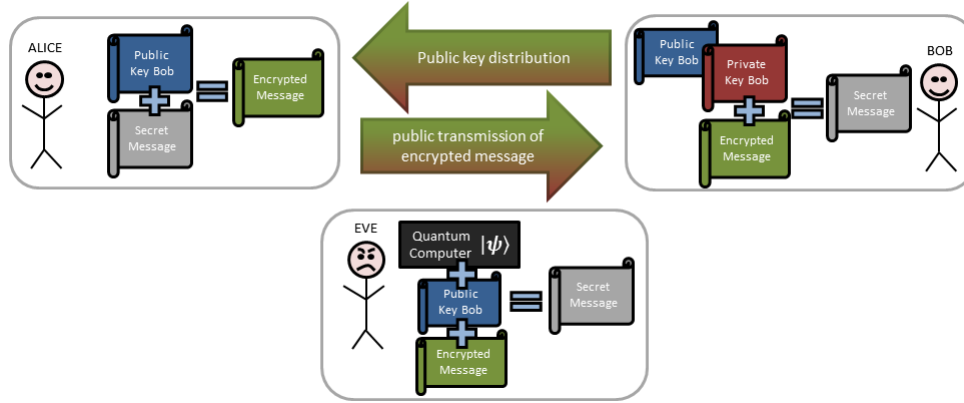 ALICE
Public
Key Bob
Secret
Message
Encrypted
Message
Public key distribution
public transmission of
encrypted message
BOB
Public
Key Bob
Private
Key Bob
Encrypted
Message
Secret
Message
EVE
Quantum
Computer |ψ⟩
Public
Key Bob
Encrypted
Message
Secret
Message